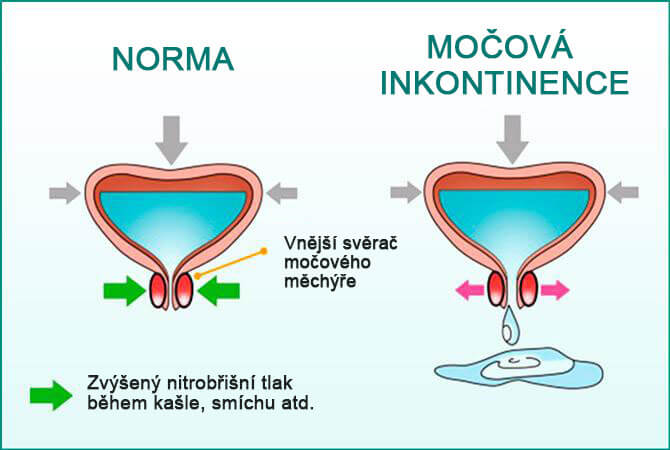 NORMA
MOČOVÁ
INKONTINENCE
Vnější svěrač
močového
měchýře
Zvýšený nitrobřišní tlak
během kašle, smíchu atd.